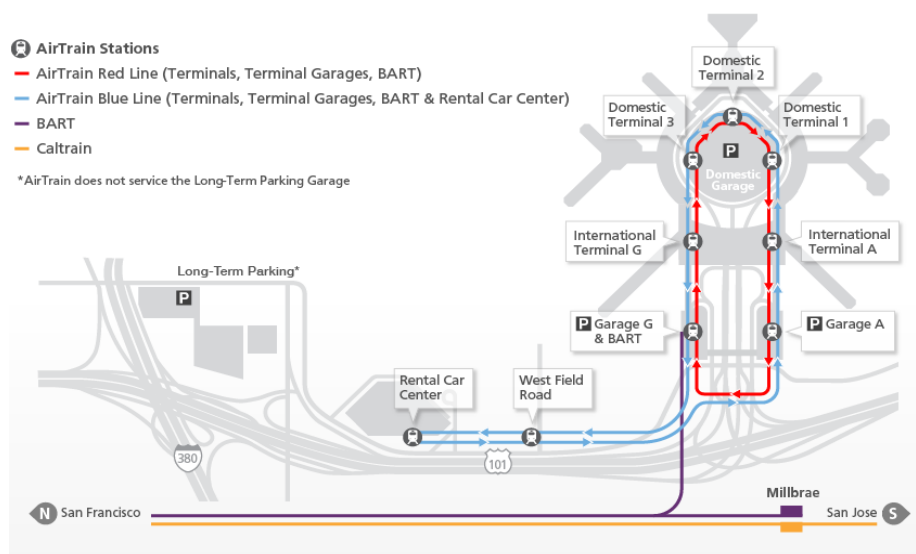 AirTrain Stations
AirTrain Red Line (Terminals, Terminal Garages, BART)
AirTrain Blue Line (Terminals, Terminal Garages, BART & Rental Car Center)
BART
Caltrain
*AirTrain does not service the Long-Term Parking Garage
Domestic
Terminal 2
Domestic
Terminal 3
Domestic
Terminal 1
P
Domestic
Garage
International
Terminal G
International
Terminal A
Long-Term Parking*
P
P Garage G
& BART
P Garage A
Rental Car
Center
West Field
Road
380
101
Millbrae
N San Francisco
San Jose S